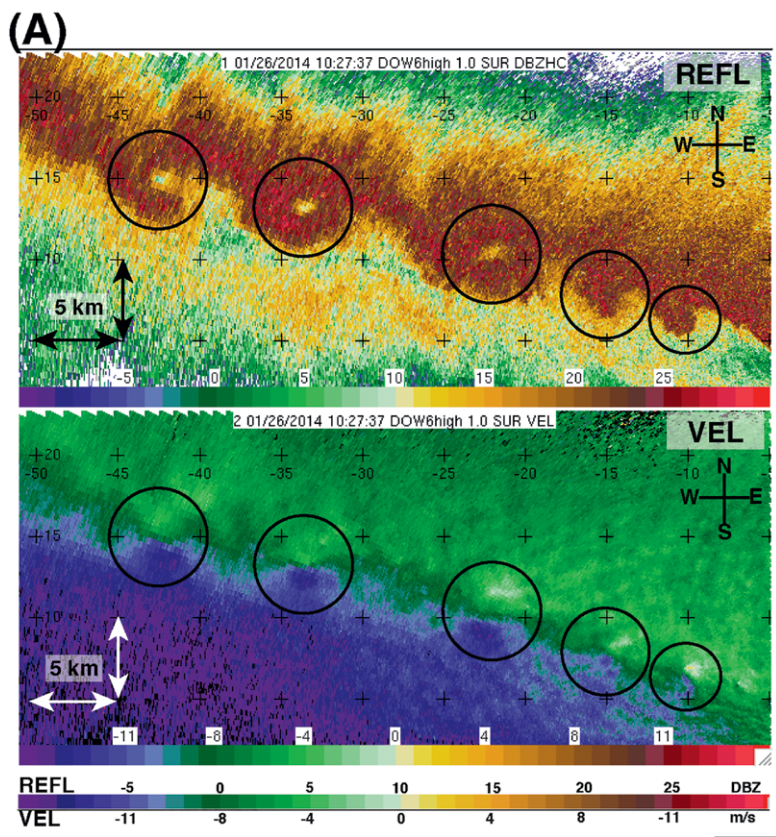 (A)
1 01/26/2014 10:27:37 DOW6high 1.0 SUR DBZHC
REFL
20
-50 -45 -40 -35 -30 -25 -20 -15 -10
N
W E
S
15
10
5 km
-5 0 5 10 15 20 25
2 01/26/2014 10:27:37 DOW6high 1.0 SUR VEL
VEL
20
-50 -45 -40 -35 -30 -25 -20 -15 -10
N
W E
S
15
10
5 km
-11 -8 -4 0 4 8 11
REFL -5 0 5 10 15 20 25 DBZ
VEL -11 -8 -4 0 4 8 -11 m/s